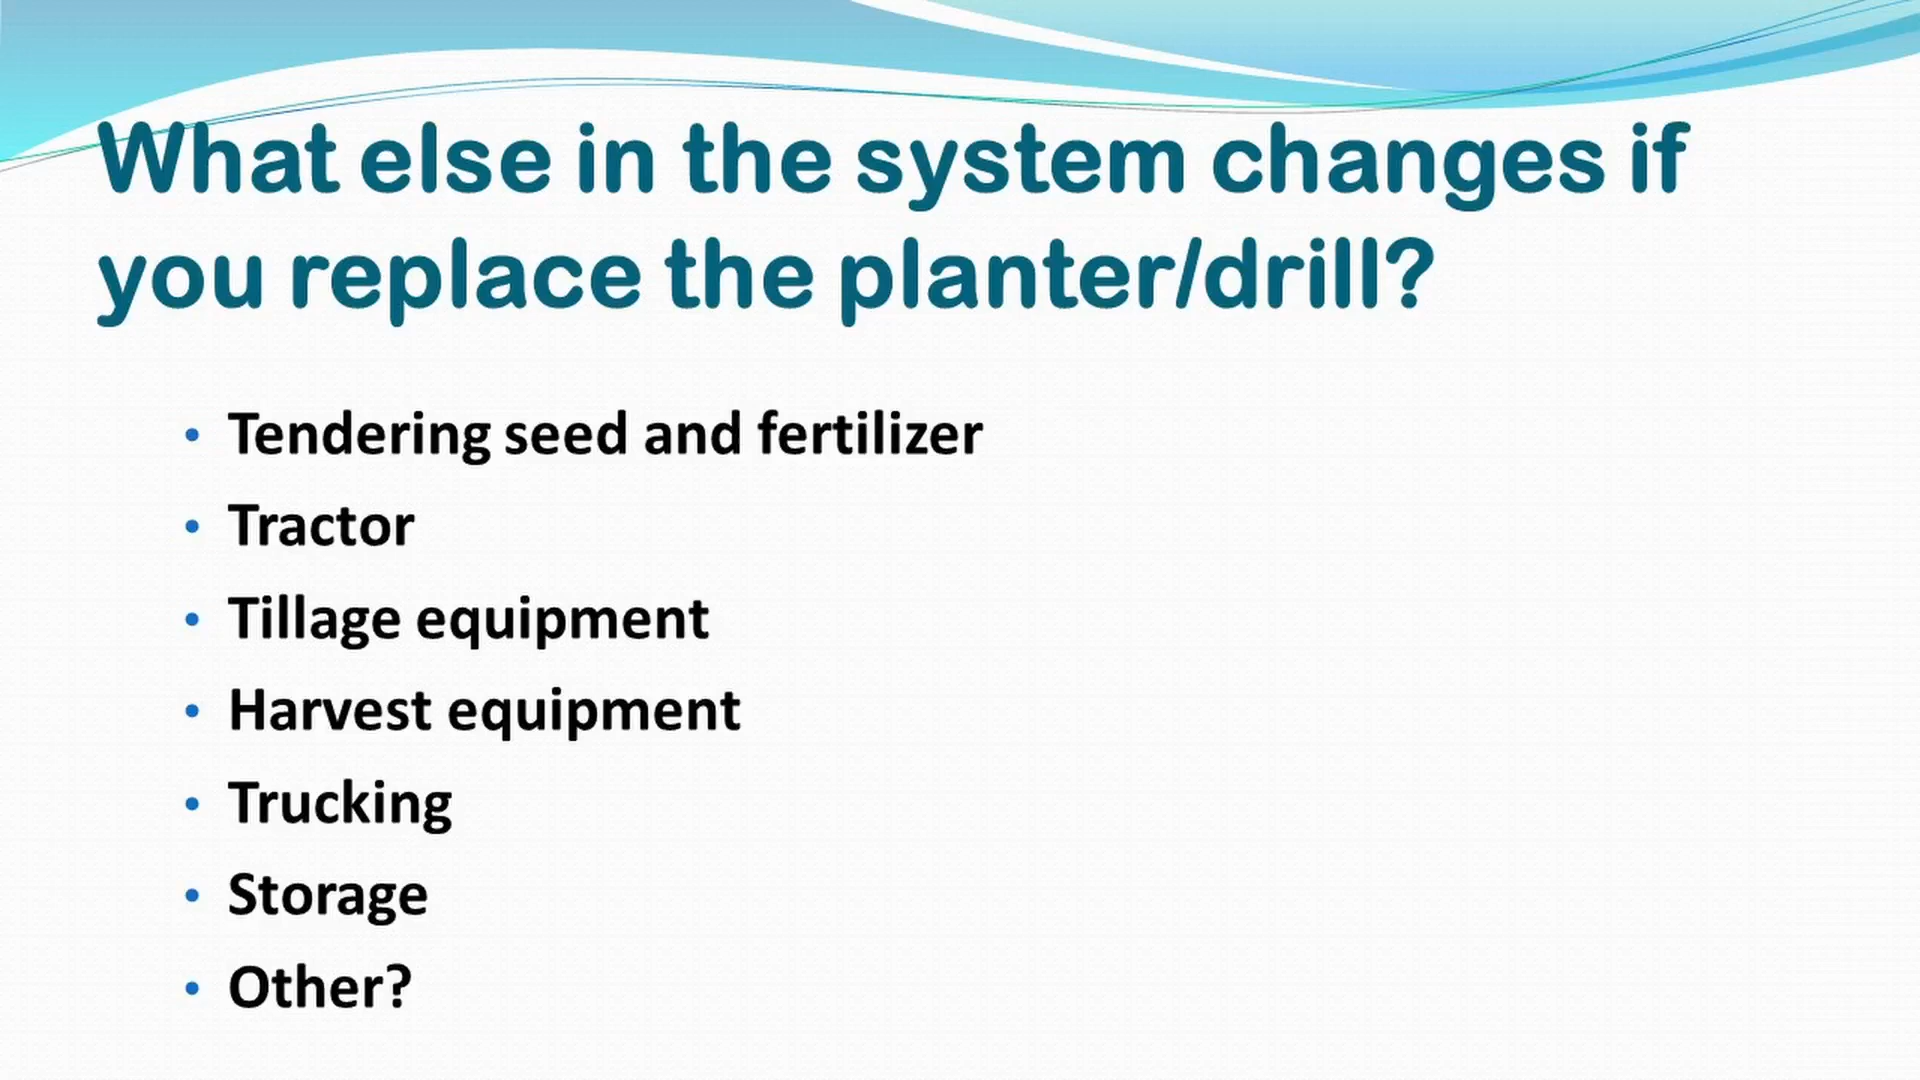 What else in the system changes if
you replace the planter/drill?
• Tendering seed and fertilizer
• Tractor
• Tillage equipment
• Harvest equipment
• Trucking
• Storage
• Other?